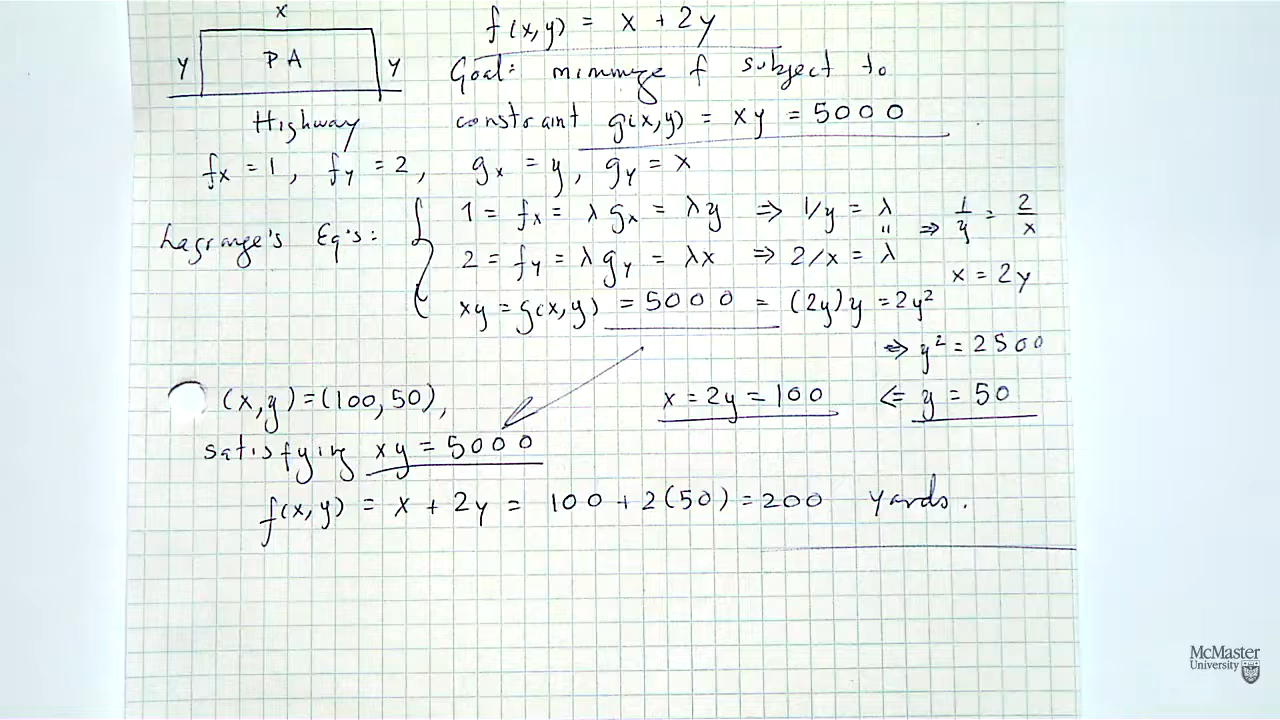 x
f(x,y) = x + 2y
y PA y
Goal: minimize f subject to
Highway
constraint g(x,y) = xy = 5000
fx = 1, fy = 2, gx = y, gy = x
Lagrange's Eq's:
1 = fx = λ gx = λy ⇒ 1/y = λ
" ⇒ 1/y = 2/x
2 = fy = λ gy = λx ⇒ 2/x = λ
x = 2y
xy = g(x,y) = 5000 = (2y)y = 2y²
⇒ y² = 2500
(x,y) = (100,50),
x = 2y = 100 ⇐ y = 50
satisfying xy = 5000
f(x,y) = x + 2y = 100 + 2(50) = 200 yards.
McMaster
University